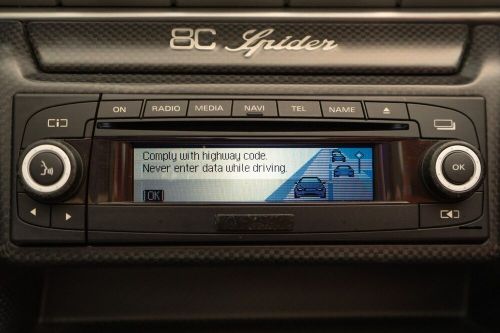 8C Spider
ON RADIO MEDIA NAVI TEL NAME
Comply with highway code.
Never enter data while driving.
OK
OK